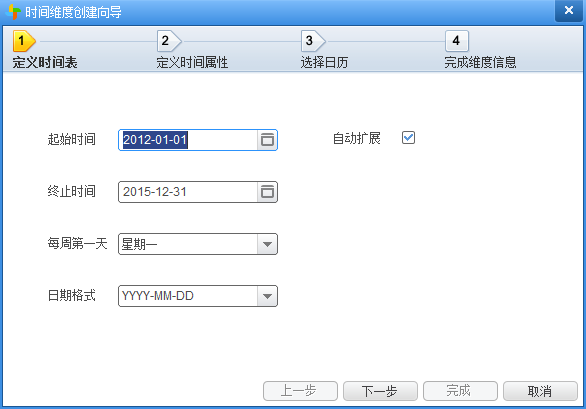 时间维度创建向导
1 2 3 4
定义时间表 定义时间属性 选择日历 完成维度信息
起始时间 2012-01-01 自动扩展
终止时间 2015-12-31
每周第一天 星期一
日期格式 YYYY-MM-DD
上一步 下一步 完成 取消